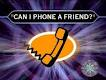 "CAN I PHONE A FRIEND?"